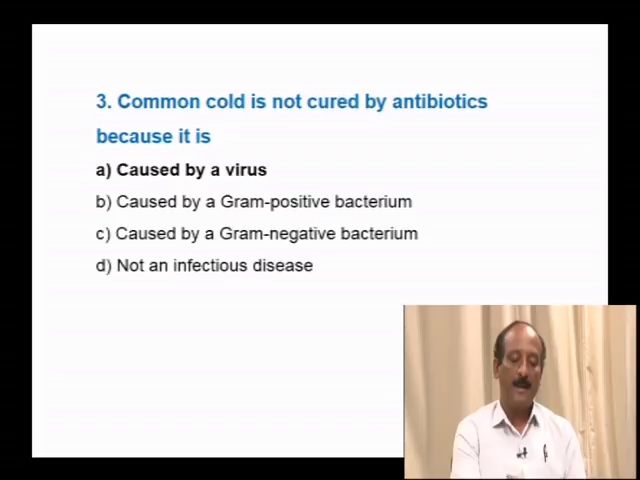 3. Common cold is not cured by antibiotics
because it is
a) Caused by a virus
b) Caused by a Gram-positive bacterium
c) Caused by a Gram-negative bacterium
d) Not an infectious disease